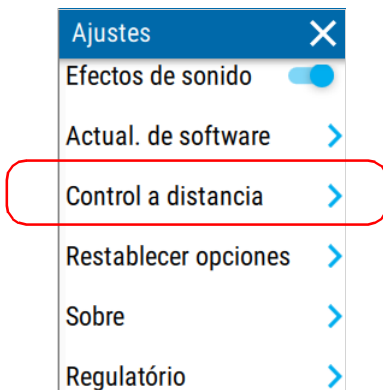 Ajustes
Efectos de sonido
Actual. de software
Control a distancia
Restablecer opciones
Sobre
Regulatório